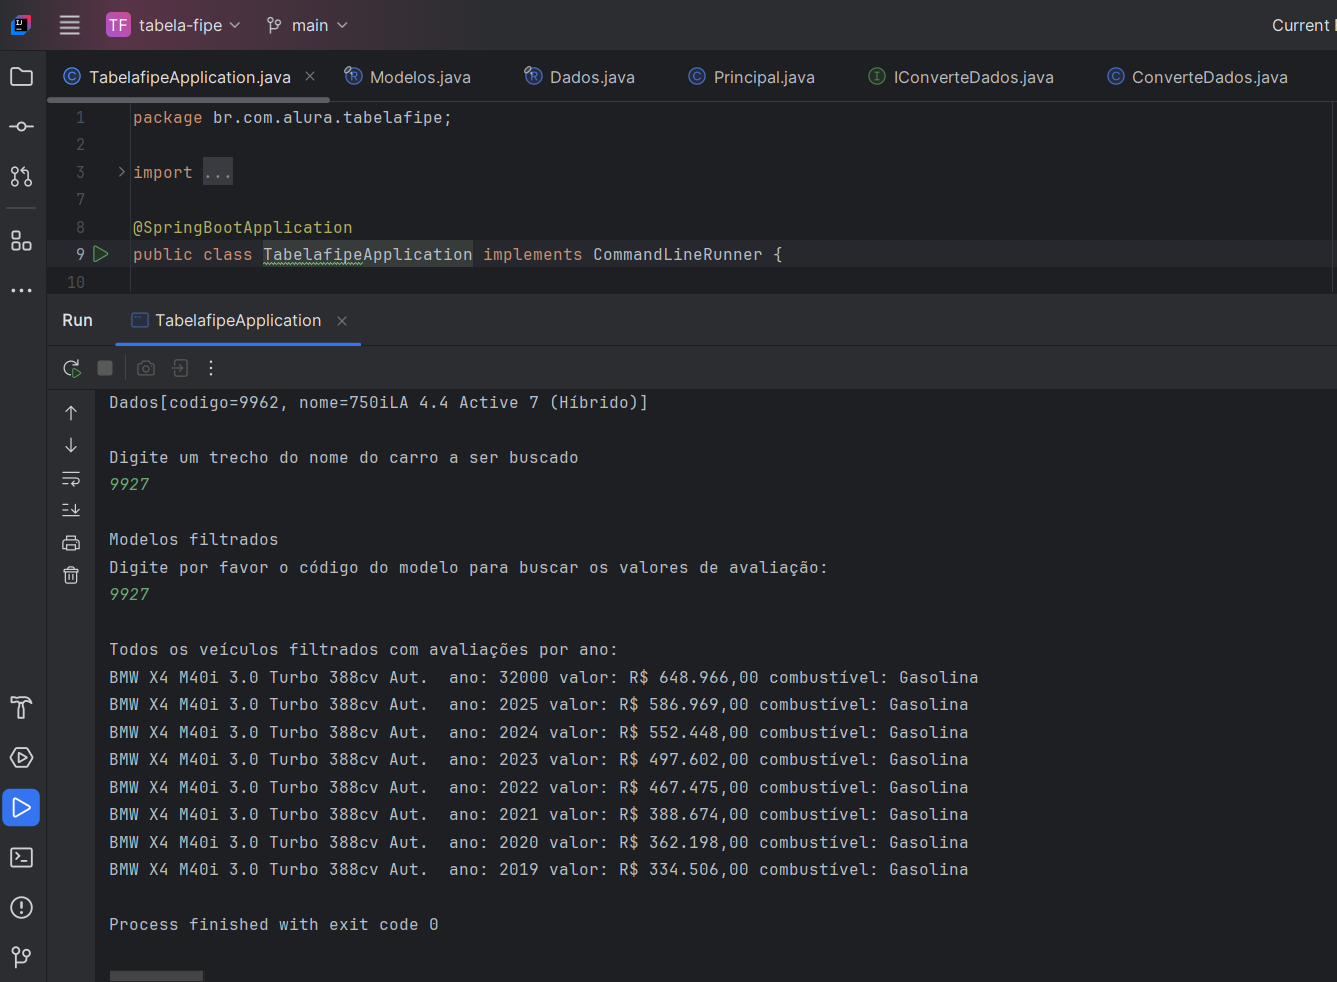 TF tabela-fipe main Current
TabelafipeApplication.java Modelos.java Dados.java Principal.java IConverteDados.java ConverteDados.java
1 package br.com.alura.tabelafipe;
2
3 import ...
7
8 @SpringBootApplication
9 public class TabelafipeApplication implements CommandLineRunner {
10
Run TabelafipeApplication
Dados[codigo=9962, nome=750iLA 4.4 Active 7 (Híbrido)]
Digite um trecho do nome do carro a ser buscado
9927
Modelos filtrados
Digite por favor o código do modelo para buscar os valores de avaliação:
9927
Todos os veículos filtrados com avaliações por ano:
BMW X4 M40i 3.0 Turbo 388cv Aut.  ano: 32000 valor: R$ 648.966,00 combustível: Gasolina
BMW X4 M40i 3.0 Turbo 388cv Aut.  ano: 2025 valor: R$ 586.969,00 combustível: Gasolina
BMW X4 M40i 3.0 Turbo 388cv Aut.  ano: 2024 valor: R$ 552.448,00 combustível: Gasolina
BMW X4 M40i 3.0 Turbo 388cv Aut.  ano: 2023 valor: R$ 497.602,00 combustível: Gasolina
BMW X4 M40i 3.0 Turbo 388cv Aut.  ano: 2022 valor: R$ 467.475,00 combustível: Gasolina
BMW X4 M40i 3.0 Turbo 388cv Aut.  ano: 2021 valor: R$ 388.674,00 combustível: Gasolina
BMW X4 M40i 3.0 Turbo 388cv Aut.  ano: 2020 valor: R$ 362.198,00 combustível: Gasolina
BMW X4 M40i 3.0 Turbo 388cv Aut.  ano: 2019 valor: R$ 334.506,00 combustível: Gasolina
Process finished with exit code 0